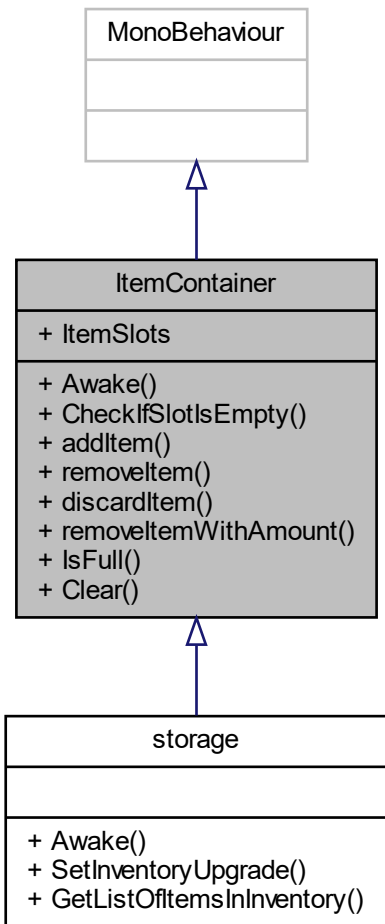 MonoBehaviour
ItemContainer
+ ItemSlots
+ Awake()
+ CheckIfSlotIsEmpty()
+ addItem()
+ removeItem()
+ discardItem()
+ removeItemWithAmount()
+ IsFull()
+ Clear()
storage
+ Awake()
+ SetInventoryUpgrade()
+ GetListOfItemsInInventory()